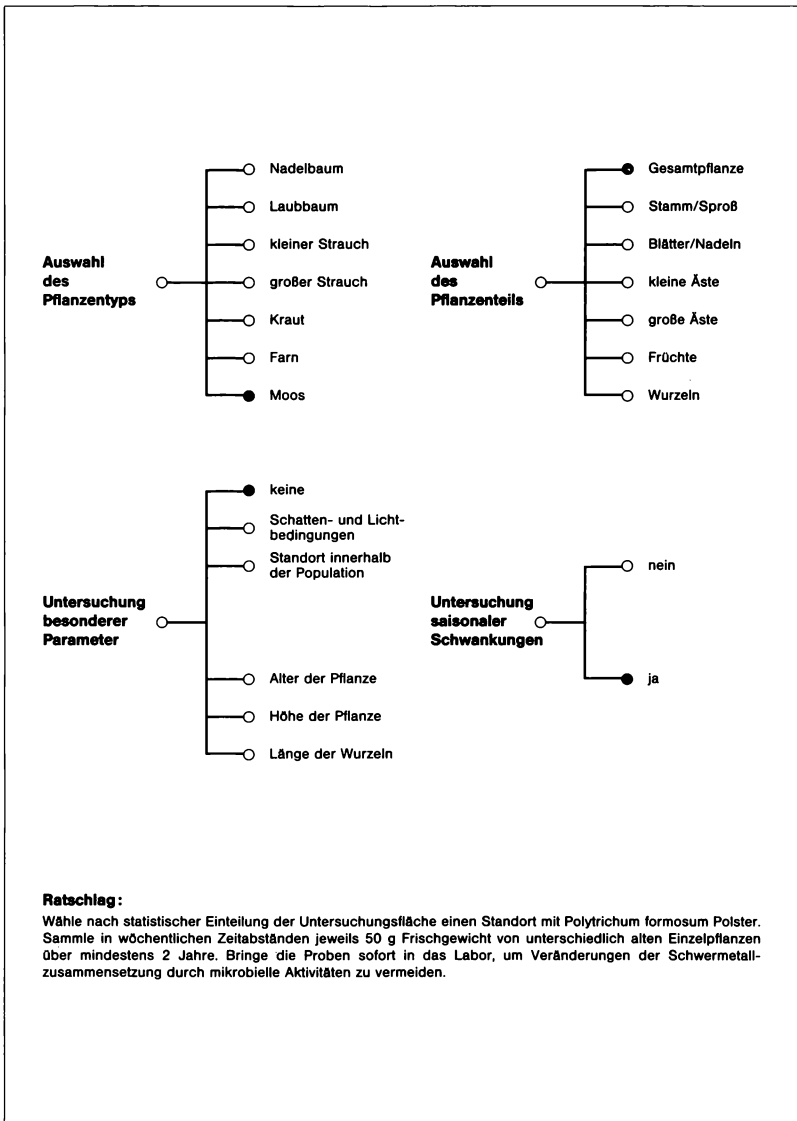 Auswahl
des
Pflanzentyps
Nadelbaum
Laubbaum
kleiner Strauch
großer Strauch
Kraut
Farn
Moos
Auswahl
des
Pflanzenteils
Gesamtpflanze
Stamm/Sproß
Blätter/Nadeln
kleine Äste
große Äste
Früchte
Wurzeln
Untersuchung
besonderer
Parameter
keine
Schatten- und Licht-
bedingungen
Standort innerhalb
der Population
Alter der Pflanze
Höhe der Pflanze
Länge der Wurzeln
Untersuchung
saisonaler
Schwankungen
nein
ja
Ratschlag:
Wähle nach statistischer Einteilung der Untersuchungsfläche einen Standort mit Polytrichum formosum Polster.
Sammle in wöchentlichen Zeitabständen jeweils 50 g Frischgewicht von unterschiedlich alten Einzelpflanzen
über mindestens 2 Jahre. Bringe die Proben sofort in das Labor, um Veränderungen der Schwermetall-
zusammensetzung durch mikrobielle Aktivitäten zu vermeiden.